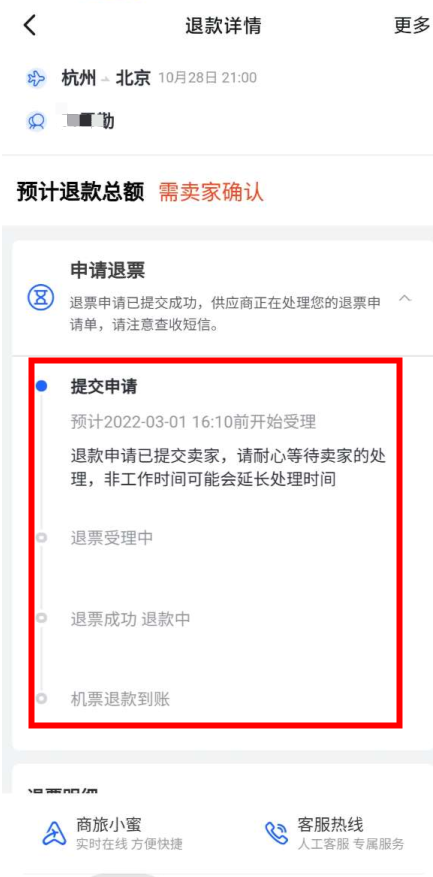 退款详情
更多
杭州 - 北京 10月28日 21:00
勤
预计退款总额 需卖家确认
申请退票
退票申请已提交成功，供应商正在处理您的退票申
请单，请注意查收短信。
提交申请
预计2022-03-01 16:10前开始受理
退款申请已提交卖家，请耐心等待卖家的处
理，非工作时间可能会延长处理时间
退票受理中
退票成功 退款中
机票退款到账
商旅小蜜
实时在线 方便快捷
客服热线
人工客服 专属服务